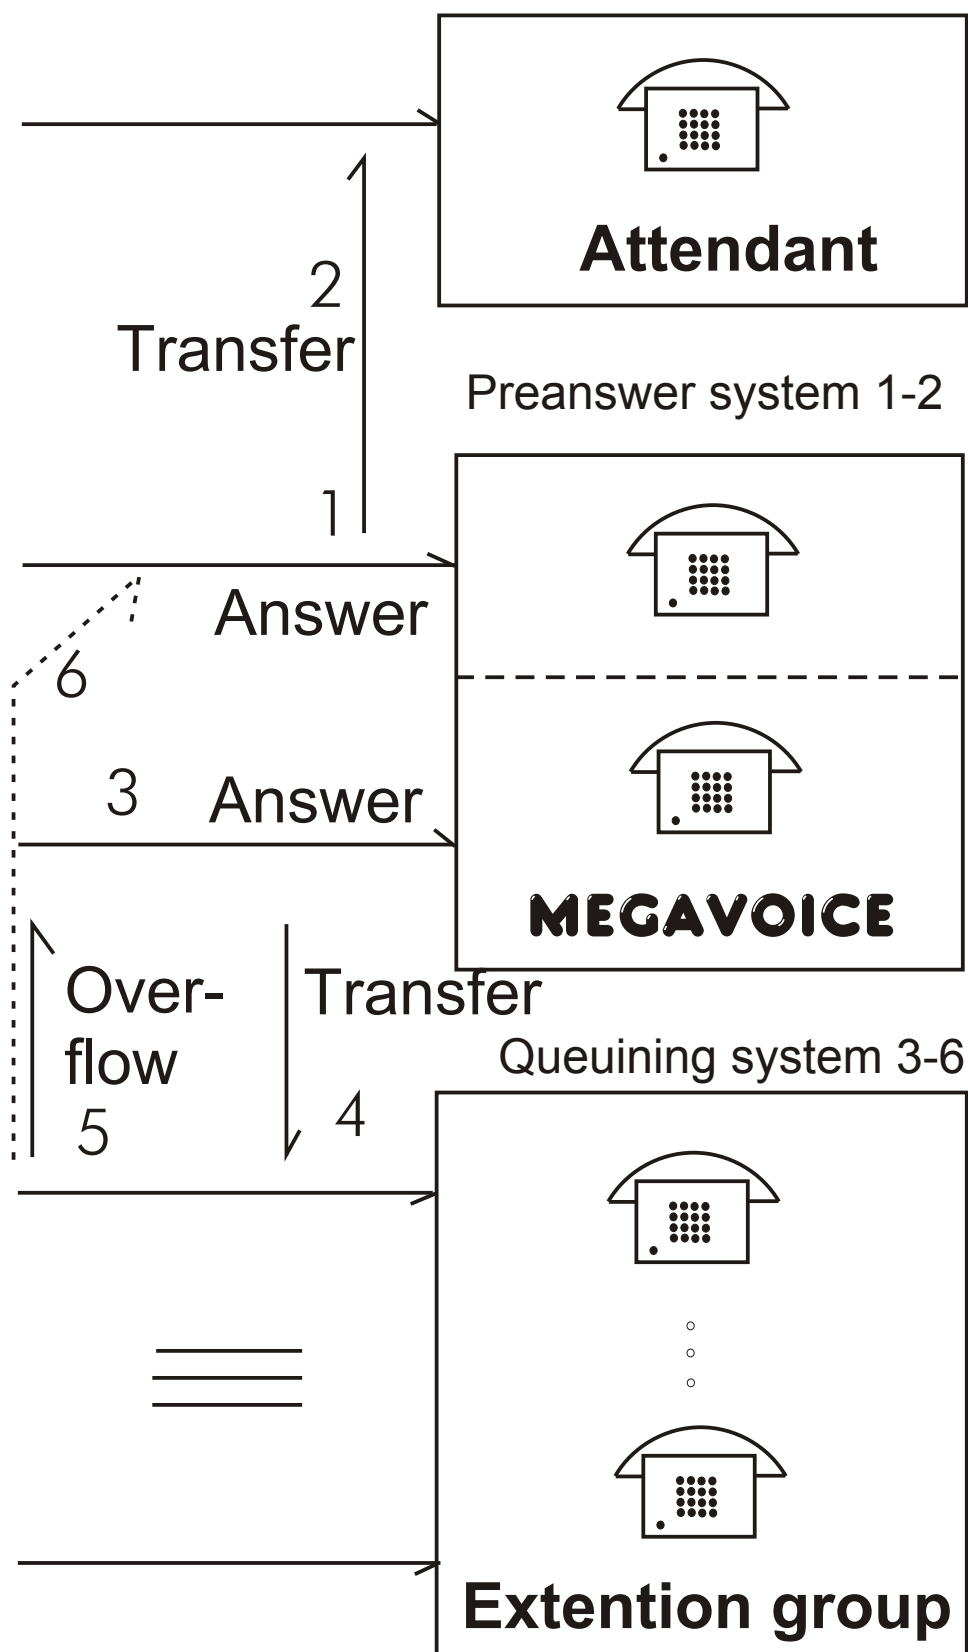 Attendant
2
Transfer
Preanswer system 1-2
1
Answer
6
3
Answer
MEGAVOICE
Over-
flow
5
Transfer
4
Queuining system 3-6
Extention group